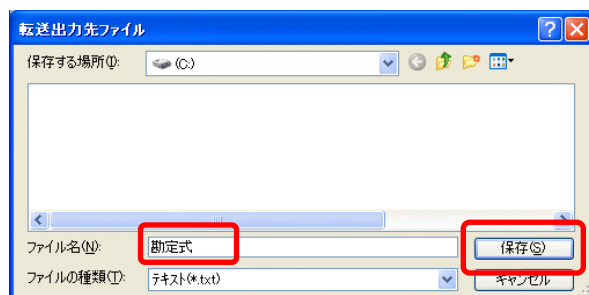 転送出力先ファイル
保存する場所(I): (C:)
ファイル名(N): 勘定式 保存(S)
ファイルの種類(T): テキスト(*.txt) キャンセル